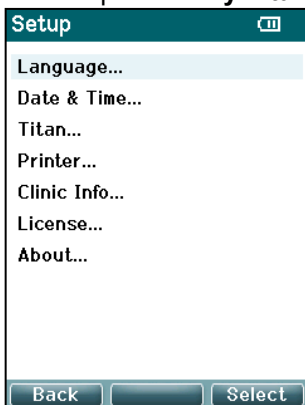 Setup
Language...
Date & Time...
Titan...
Printer...
Clinic Info...
License...
About...
Back Select